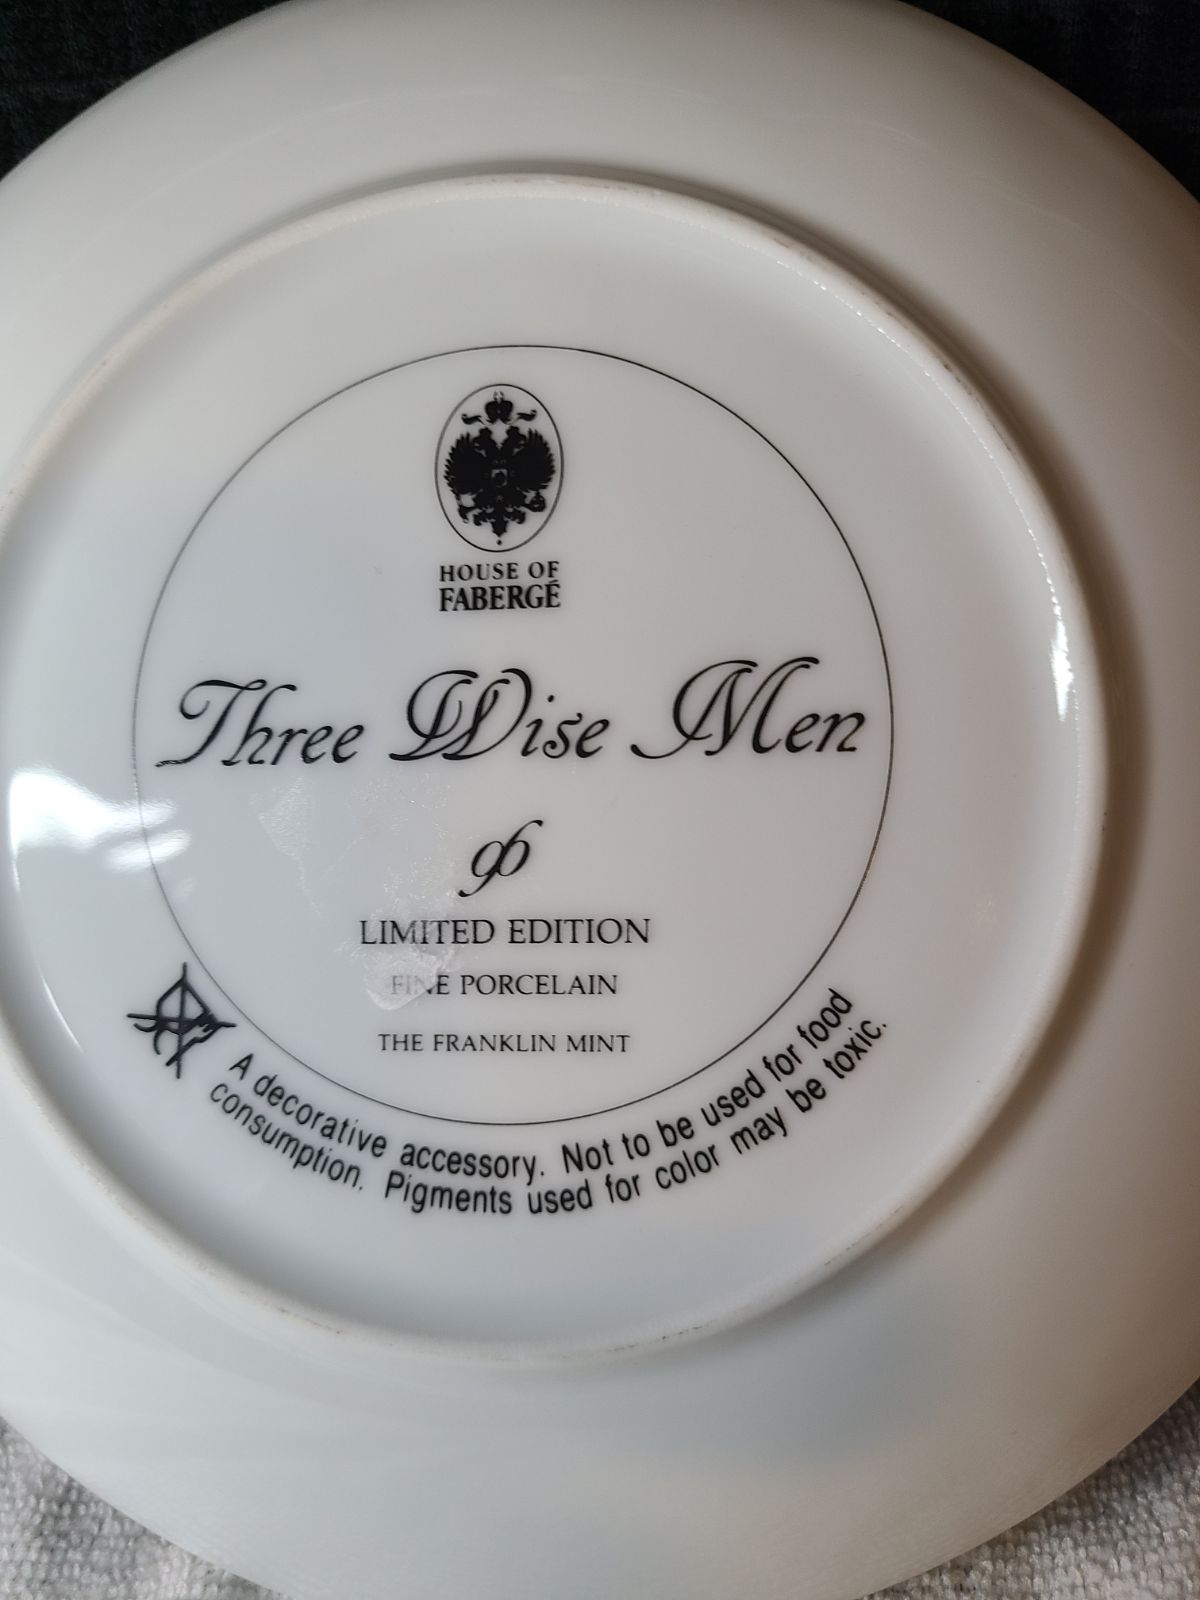 HOUSE OF
FABERGÉ
Three Wise Men
96
LIMITED EDITION
FINE PORCELAIN
THE FRANKLIN MINT
A decorative accessory. Not to be used for food
consumption. Pigments used for color may be toxic.